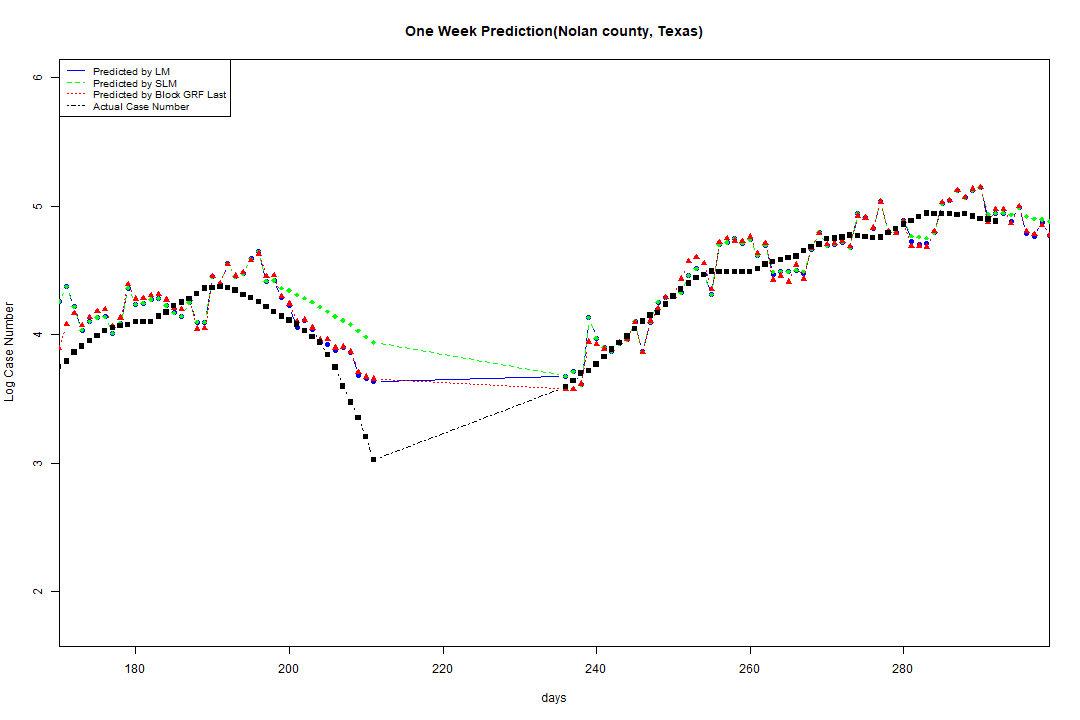 One Week Prediction(Nolan county, Texas)
Predicted by LM
Predicted by SLM
Predicted by Block GRF Last
Actual Case Number
6
5
4
3
2
Log Case Number
180 200 220 240 260 280
days